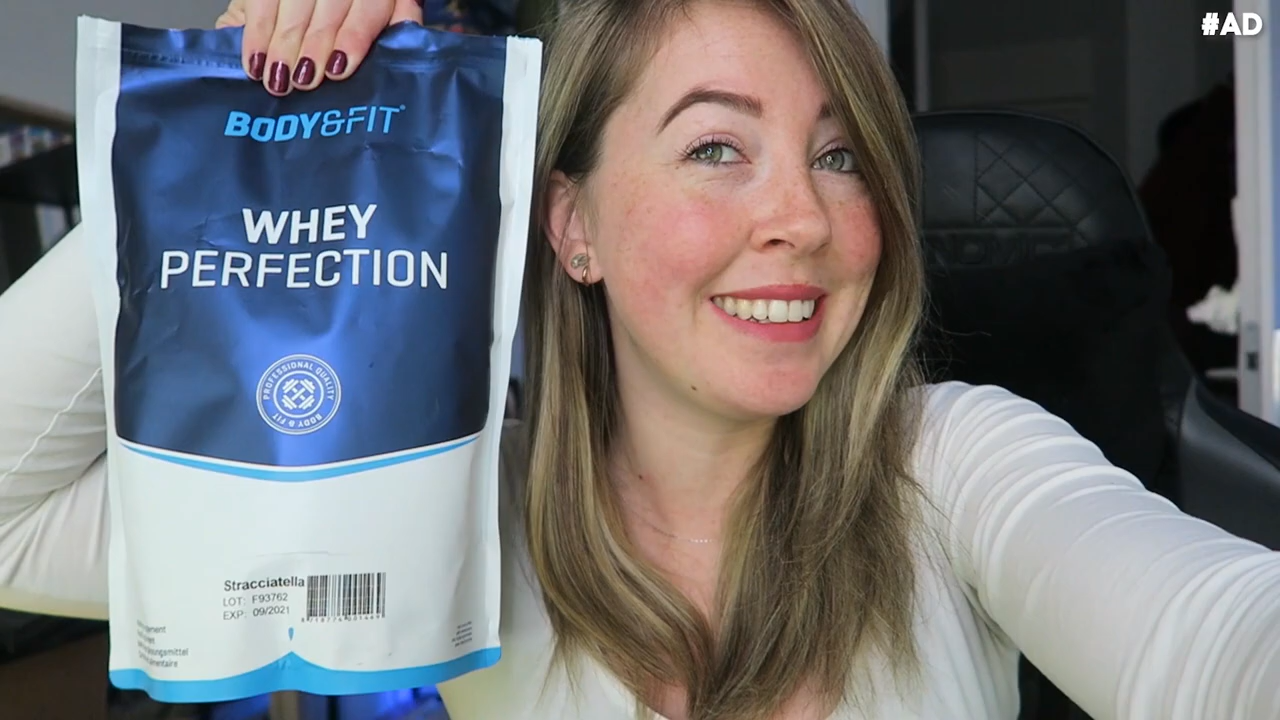 #AD
BODY&FIT®
WHEY
PERFECTION
PROFESSIONAL QUALITY
BODY & FIT
Stracciatella
LOT: F93762
EXP: 09/2021